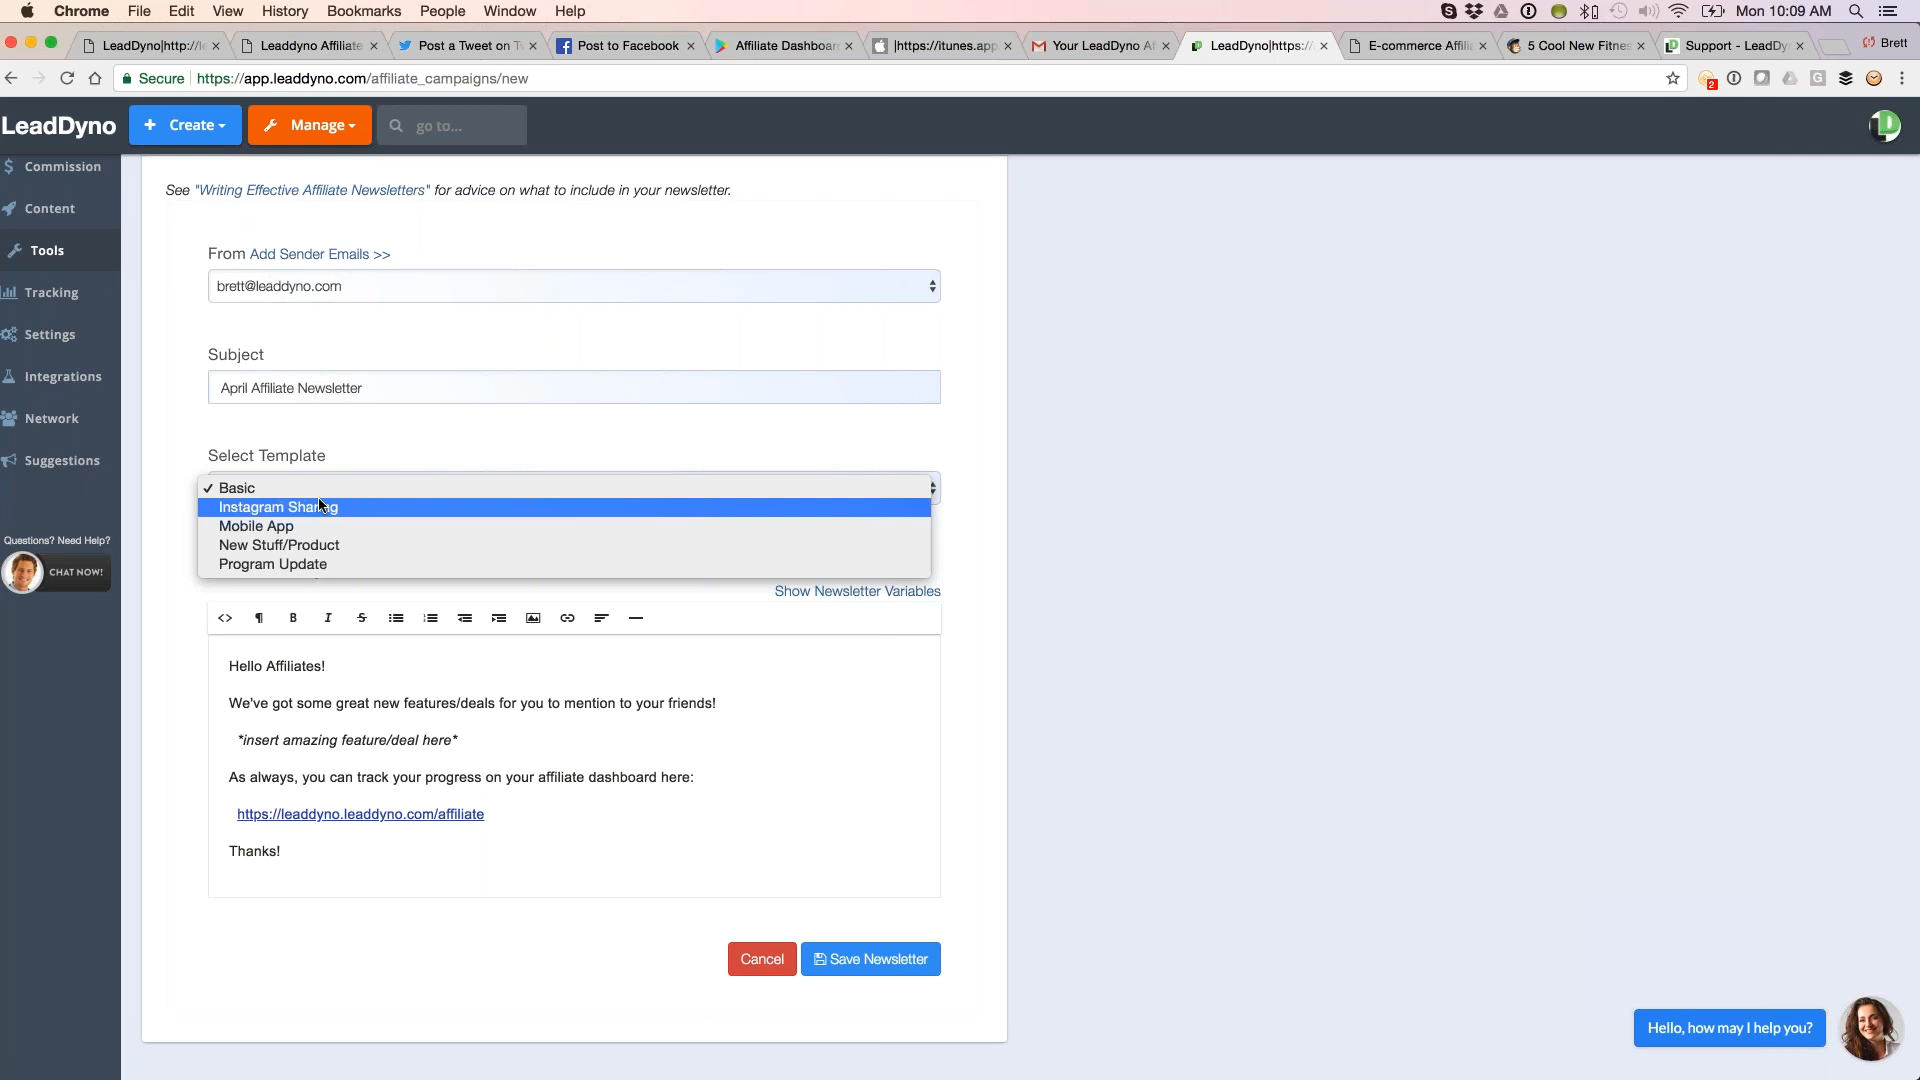 Chrome File Edit View History Bookmarks People Window Help Mon 10:09 AM
LeadDyno|http://l Leaddyno Affiliate Post a Tweet on T Post to Facebook Affiliate Dashboar |https://itunes.app Your LeadDyno A LeadDyno|https:/ E-commerce Affili 5 Cool New Fitne Support - LeadDy Brett
Secure https://app.leaddyno.com/affiliate_campaigns/new 2
LeadDyno + Create Manage go to...
Commission
Content
Tools
Tracking
Settings
Integrations
Network
Suggestions
Questions? Need Help?
CHAT NOW!
See "Writing Effective Affiliate Newsletters" for advice on what to include in your newsletter.
From Add Sender Emails >>
brett@leaddyno.com
Subject
April Affiliate Newsletter
Select Template
✓ Basic
Instagram Sharing
Mobile App
New Stuff/Product
Program Update
Show Newsletter Variables
<> ¶ B I S
Hello Affiliates!
We've got some great new features/deals for you to mention to your friends!
*insert amazing feature/deal here*
As always, you can track your progress on your affiliate dashboard here:
https://leaddyno.leaddyno.com/affiliate
Thanks!
Cancel Save Newsletter
Hello, how may I help you?